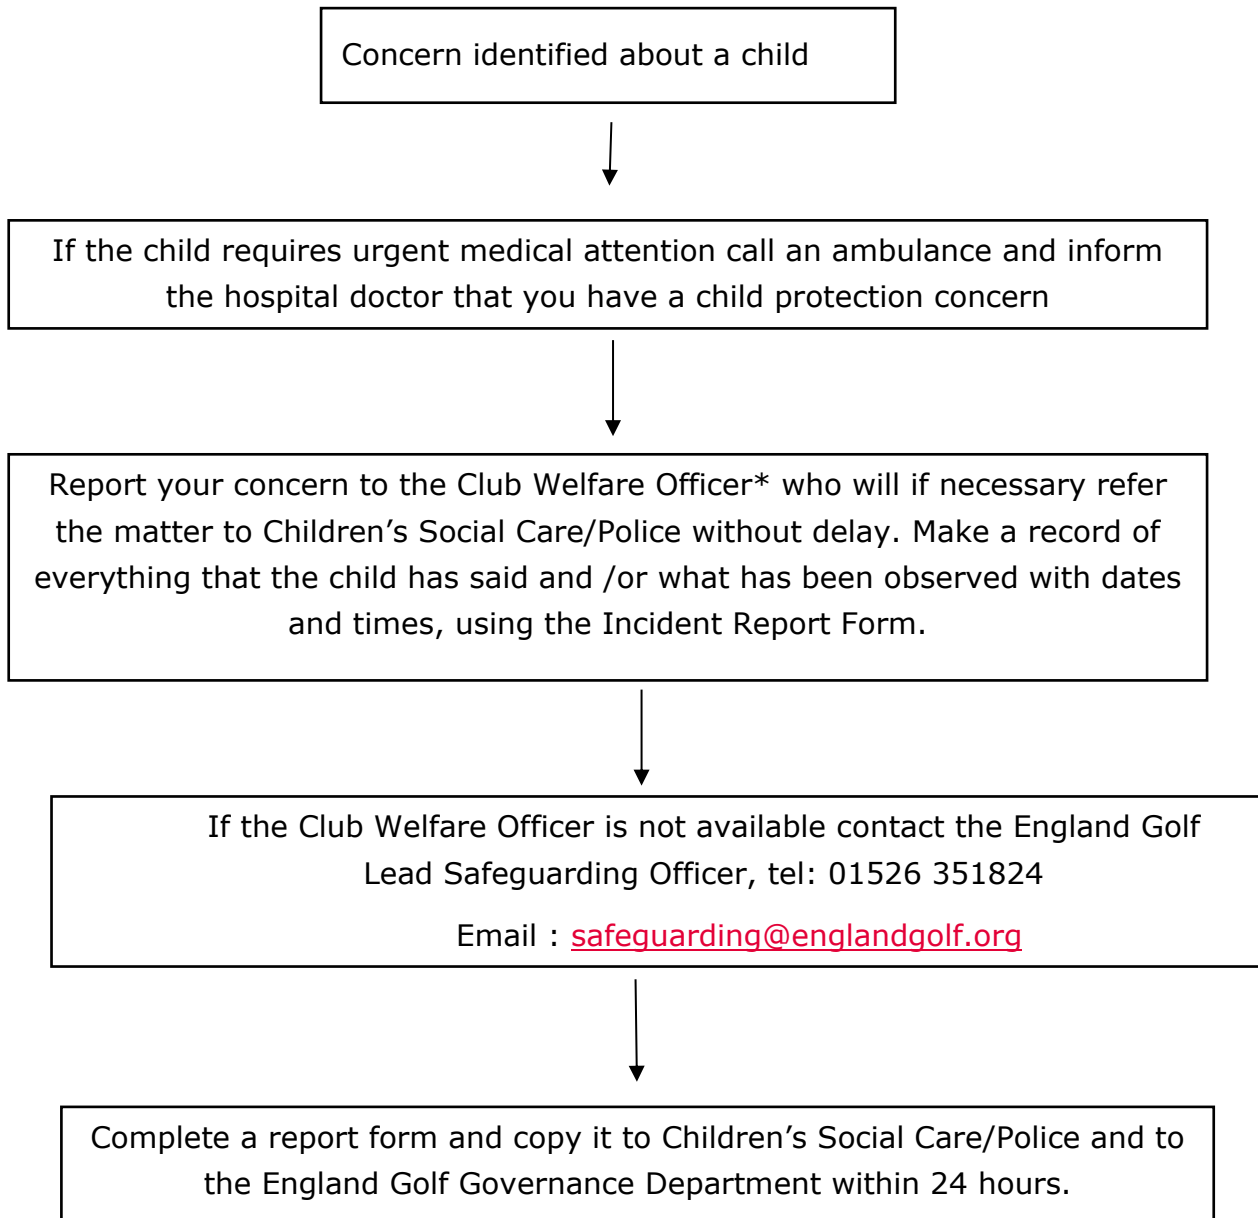 Concern identified about a child
If the child requires urgent medical attention call an ambulance and inform
the hospital doctor that you have a child protection concern
Report your concern to the Club Welfare Officer* who will if necessary refer
the matter to Children’s Social Care/Police without delay. Make a record of
everything that the child has said and /or what has been observed with dates
and times, using the Incident Report Form.
If the Club Welfare Officer is not available contact the England Golf
Lead Safeguarding Officer, tel: 01526 351824
Email : safeguarding@englandgolf.org
Complete a report form and copy it to Children’s Social Care/Police and to
the England Golf Governance Department within 24 hours.